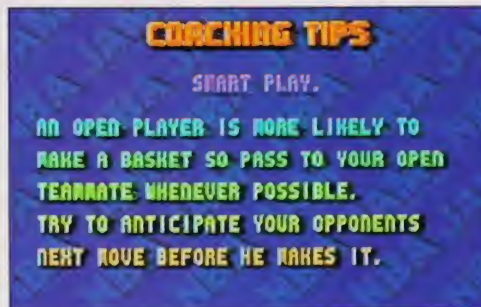 COACHING TIPS
SMART PLAY.
AN OPEN PLAYER IS MORE LIKELY TO
MAKE A BASKET SO PASS TO YOUR OPEN
TEAMMATE WHENEVER POSSIBLE.
TRY TO ANTICIPATE YOUR OPPONENTS
NEXT MOVE BEFORE HE MAKES IT.